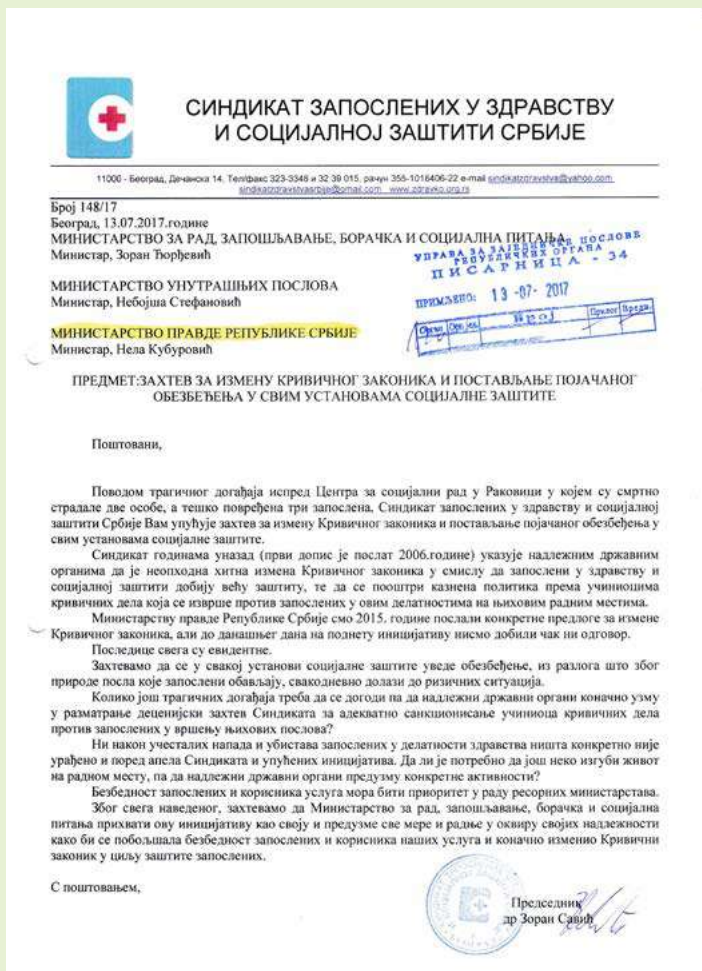 СИНДИКАТ ЗАПОСЛЕНИХ У ЗДРАВСТВУ
И СОЦИЈАЛНОЈ ЗАШТИТИ СРБИЈЕ
11000 - Београд, Дечанска 14, Тел/факс 323-3346 и 32 39 015, рачун 355-1016406-22 e-mail sindikatzdravstva@yahoo.com,
sindikatzdravstvasrbije@gmail.com www.zdravko.org.rs
Број 148/17
Београд, 13.07.2017.године
МИНИСТАРСТВО ЗА РАД, ЗАПОШЉАВАЊЕ, БОРАЧКА И СОЦИЈАЛНА ПИТАЊА
Министар, Зоран Ђорђевић
УПРАВА ЗА ЗАЈЕДНИЧКЕ ПОСЛОВЕ
РЕПУБЛИЧКИХ ОРГАНА
ПИСАРНИЦА - 34
ПРИМЉЕНО: 13 -07- 2017
Орган Орг.јед. Број Прилог Вредн.
МИНИСТАРСТВО УНУТРАШЊИХ ПОСЛОВА
Министар, Небојша Стефановић
МИНИСТАРСТВО ПРАВДЕ РЕПУБЛИКЕ СРБИЈЕ
Министар, Нела Кубуровић
ПРЕДМЕТ:ЗАХТЕВ ЗА ИЗМЕНУ КРИВИЧНОГ ЗАКОНИКА И ПОСТАВЉАЊЕ ПОЈАЧАНОГ
ОБЕЗБЕЂЕЊА У СВИМ УСТАНОВАМА СОЦИЈАЛНЕ ЗАШТИТЕ
Поштовани,
Поводом трагичног догађаја испред Центра за социјални рад у Раковици у којем су смртно
страдале две особе, а тешко повређена три запослена, Синдикат запослених у здравству и социјалној
заштити Србије Вам упућује захтев за измену Кривичног законика и постављање појачаног обезбеђења у
свим установама социјалне заштите.
Синдикат годинама уназад (први допис је послат 2006.године) указује надлежним државним
органима да је неопходна хитна измена Кривичног законика у смислу да запослени у здравству и
социјалној заштити добију већу заштиту, те да се пооштри казнена политика према учиниоцима
кривичних дела која се изврше против запослених у овим делатностима на њиховим радним местима.
Министарству правде Републике Србије смо 2015. године послали конкретне предлоге за измене
Кривичног законика, али до данашњег дана на поднету иницијативу нисмо добили чак ни одговор.
Последице свега су евидентне.
Захтевамо да се у свакој установи социјалне заштите уведе обезбеђење, из разлога што због
природе посла које запослени обављају, свакодневно долази до ризичних ситуација.
Колико још трагичних догађаја треба да се догоди па да надлежни државни органи коначно узму
у разматрање деценијски захтев Синдиката за адекватно санкционисање учиниоца кривичних дела
против запослених у вршењу њихових послова?
Ни након учесталих напада и убистава запослених у делатности здравства ништа конкретно није
урађено и поред апела Синдиката и упућених иницијатива. Да ли је потребно да још неко изгуби живот
на радном месту, па да надлежни државни органи предузму конкретне активности?
Безбедност запослених и корисника услуга мора бити приоритет у раду ресорних министарстава.
Због свега наведеног, захтевамо да Министарство за рад, запошљавање, борачка и социјална
питања прихвати ову иницијативу као своју и предузме све мере и радње у оквиру својих надлежности
како би се побољшала безбедност запослених и корисника наших услуга и коначно изменио Кривични
законик у циљу заштите запослених.
С поштовањем,
Председник
др Зоран Савић